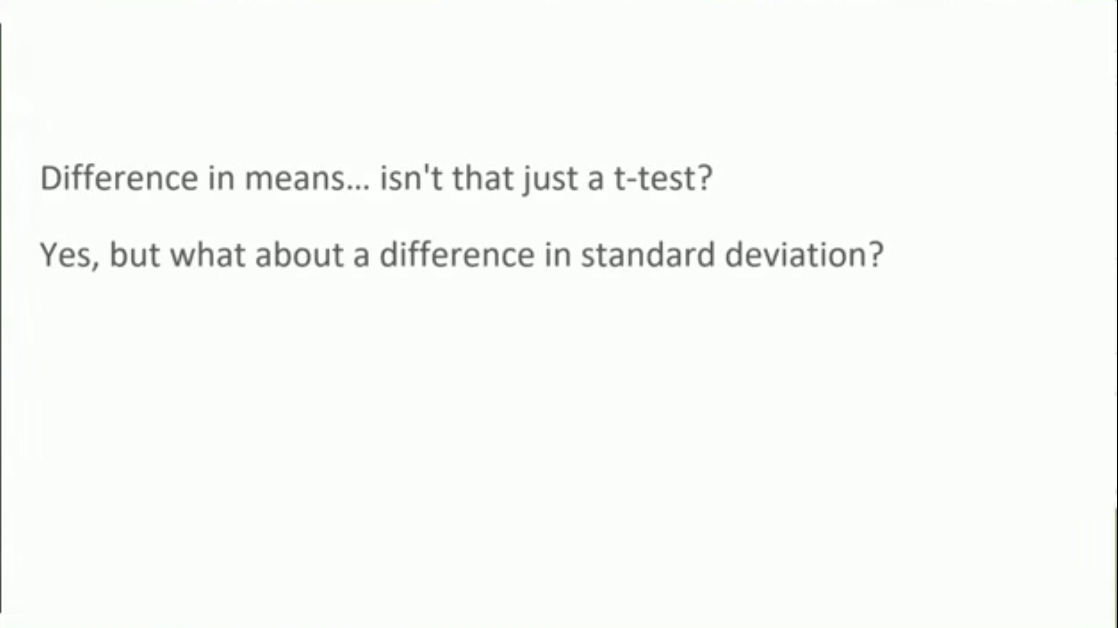 Difference in means... isn't that just a t-test?
Yes, but what about a difference in standard deviation?